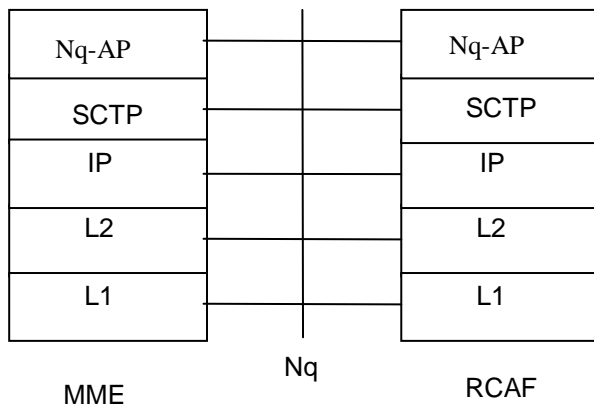 Nq-AP Nq-AP
SCTP SCTP
IP IP
L2 L2
L1 L1
Nq
MME RCAF